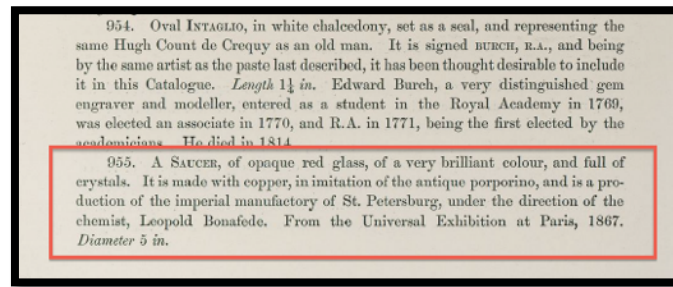 954. Oval INTAGLIO, in white chalcedony, set as a seal, and representing the
same Hugh Count de Crequy as an old man. It is signed BURCH, R.A., and being
by the same artist as the paste last described, it has been thought desirable to include
it in this Catalogue. Length 1¼ in. Edward Burch, a very distinguished gem
engraver and modeller, entered as a student in the Royal Academy in 1769,
was elected an associate in 1770, and R.A. in 1771, being the first elected by the
academicians. He died in 1814
955. A SAUCER, of opaque red glass, of a very brilliant colour, and full of
crystals. It is made with copper, in imitation of the antique porporino, and is a pro-
duction of the imperial manufactory of St. Petersburg, under the direction of the
chemist, Leopold Bonafede. From the Universal Exhibition at Paris, 1867.
Diameter 5 in.